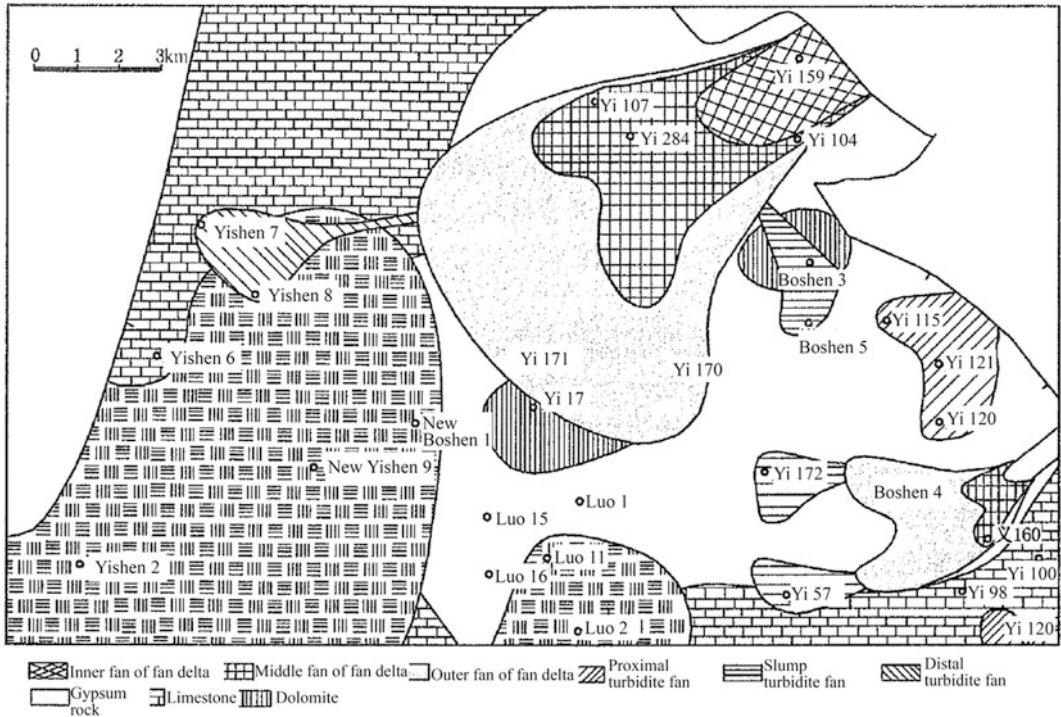 0 1 2 3km
Yi 159
Yi 107
Yi 284
Yi 104
Yishen 7
Boshen 3
Yishen 8
Yi 115
Boshen 5
Yishen 6
Yi 171
Yi 170
Yi 121
Yi 17
New
Boshen 1
Yi 120
New Yishen 9
Yi 172
Boshen 4
Luo 1
Luo 15
160
Luo 11
Yishen 2
Luo 16
Yi 100
Yi 57
Yi 98
Luo 2
Yi 120
Inner fan of fan delta
Middle fan of fan delta
Outer fan of fan delta
Proximal
turbidite fan
Slump
turbidite fan
Distal
turbidite fan
Gypsum
rock
Limestone
Dolomite